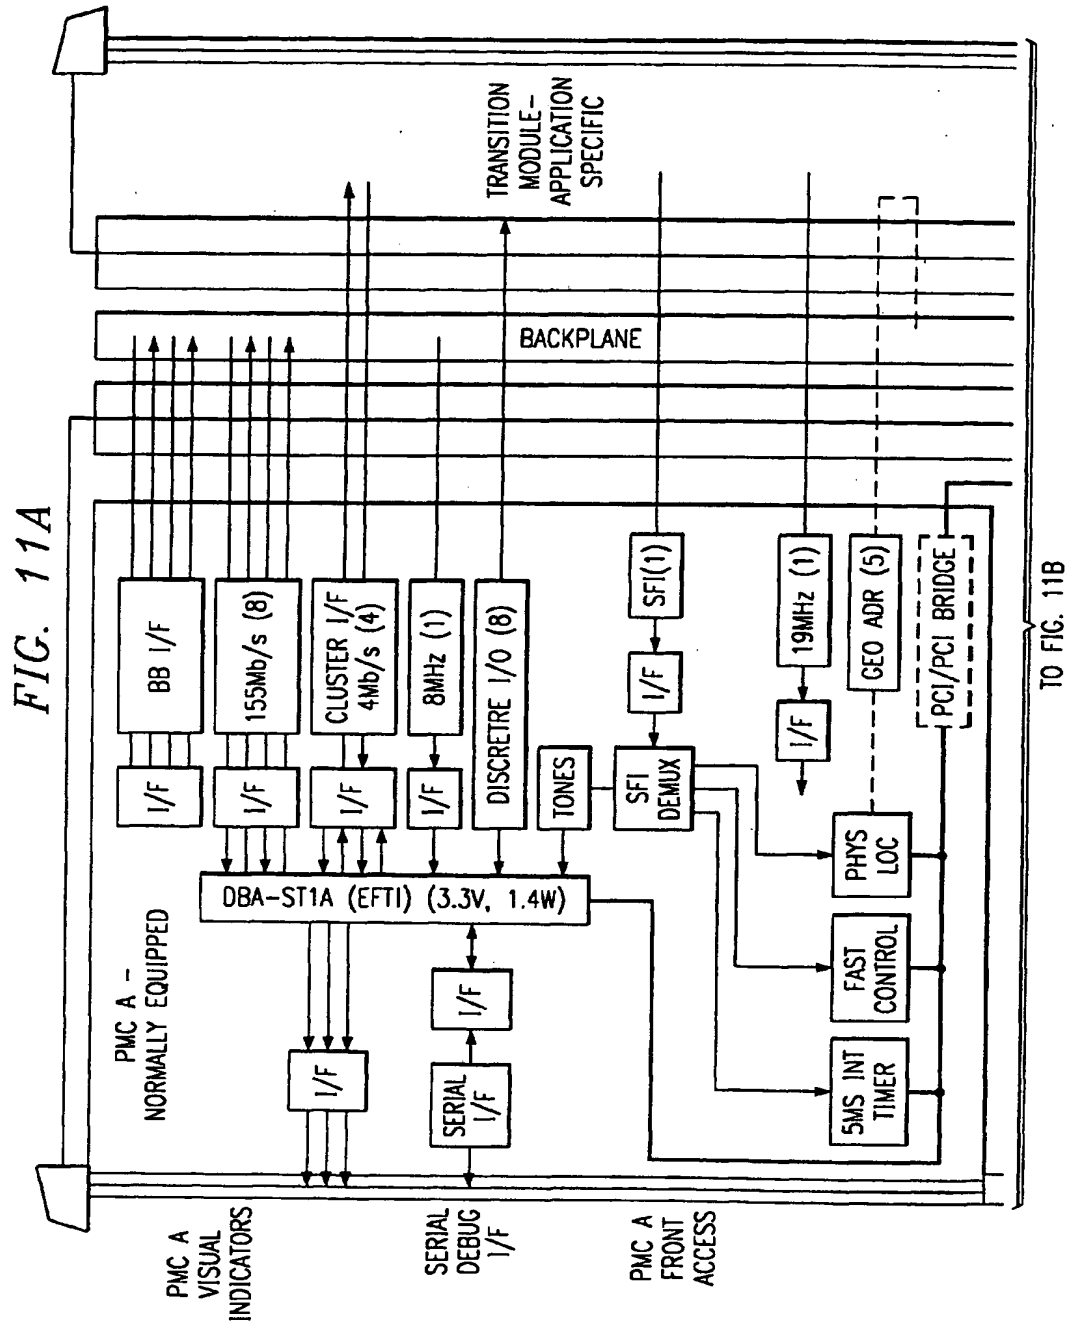 FIG. 11A
PMC A -
NORMALLY EQUIPPED
PMC A
VISUAL
INDICATORS
I/F
I/F
BB I/F
I/F
155Mb/s (8)
I/F
CLUSTER I/F
4Mb/s (4)
I/F
8MHz (1)
DISCRETRE I/O (8)
TONES
DBA-ST1A (EFTI) (3.3V, 1.4W)
SERIAL
DEBUG
I/F
SERIAL
I/F
I/F
BACKPLANE
TRANSITION
MODULE-
APPLICATION
SPECIFIC
PMC A
FRONT
ACCESS
SFI
DEMUX
I/F
SFI(1)
I/F
19MHz (1)
5MS INT
TIMER
FAST
CONTROL
PHYS
LOC
GEO ADR (5)
PCI/PCI BRIDGE
TO FIG. 11B